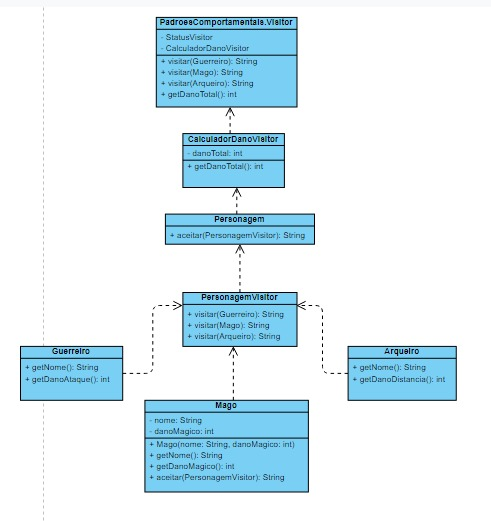 PadroesComportamentais.Visitor
- StatusVisitor
- CalculadorDanoVisitor
+ visitar(Guerreiro): String
+ visitar(Mago): String
+ visitar(Arqueiro): String
+ getDanoTotal(): int
CalculadorDanoVisitor
- danoTotal: int
+ getDanoTotal(): int
Personagem
+ aceitar(PersonagemVisitor): String
PersonagemVisitor
+ visitar(Guerreiro): String
+ visitar(Mago): String
+ visitar(Arqueiro): String
Guerreiro
+ getNome(): String
+ getDanoAtaque(): int
Arqueiro
+ getNome(): String
+ getDanoDistancia(): int
Mago
- nome: String
- danoMagico: int
+ Mago(nome: String, danoMagico: int)
+ getNome(): String
+ getDanoMagico(): int
+ aceitar(PersonagemVisitor): String